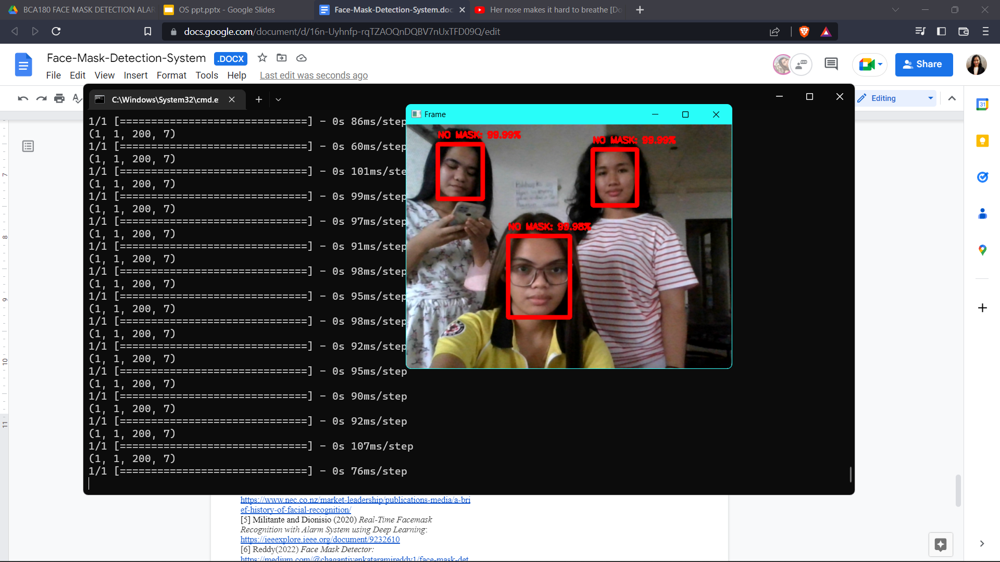 BCA180 FACE MASK DETECTION ALAR
OS ppt.pptx - Google Slides
Face-Mask-Detection-System.doc
Her nose makes it hard to breathe [Do
docs.google.com/document/d/16n-Uyhnfp-rqTZAOQnDQBV7nUxTFD09Q/edit
Face-Mask-Detection-System
.DOCX
File Edit View Insert Format Tools Help
Last edit was seconds ago
Share
Editing
31
C:\Windows\System32\cmd.e
Frame
1/1 [==============================] - 0s 86ms/step
(1, 1, 200, 7)
1/1 [==============================] - 0s 60ms/step
(1, 1, 200, 7)
1/1 [==============================] - 0s 101ms/ste
(1, 1, 200, 7)
1/1 [==============================] - 0s 99ms/step
(1, 1, 200, 7)
1/1 [==============================] - 0s 97ms/step
(1, 1, 200, 7)
1/1 [==============================] - 0s 91ms/step
(1, 1, 200, 7)
1/1 [==============================] - 0s 98ms/step
(1, 1, 200, 7)
1/1 [==============================] - 0s 95ms/step
(1, 1, 200, 7)
1/1 [==============================] - 0s 98ms/step
(1, 1, 200, 7)
1/1 [==============================] - 0s 92ms/step
(1, 1, 200, 7)
1/1 [==============================] - 0s 95ms/step
(1, 1, 200, 7)
1/1 [==============================] - 0s 90ms/step
(1, 1, 200, 7)
1/1 [==============================] - 0s 92ms/step
(1, 1, 200, 7)
1/1 [==============================] - 0s 107ms/step
(1, 1, 200, 7)
1/1 [==============================] - 0s 76ms/step
NO MASK: 99.99%
NO MASK: 99.99%
NO MASK: 99.98%
7
8
9
10
11
https://www.nec.co.nz/market-leadership/publications-media/a-bri
ef-history-of-facial-recognition/
[5] Militante and Dionisio (2020) Real-Time Facemask
Recognition with Alarm System using Deep Learning:
https://ieeexplore.ieee.org/document/9232610
[6] Reddy(2022) Face Mask Detector:
https://medium.com/@chagantivenkataramireddy1/face-mask-det